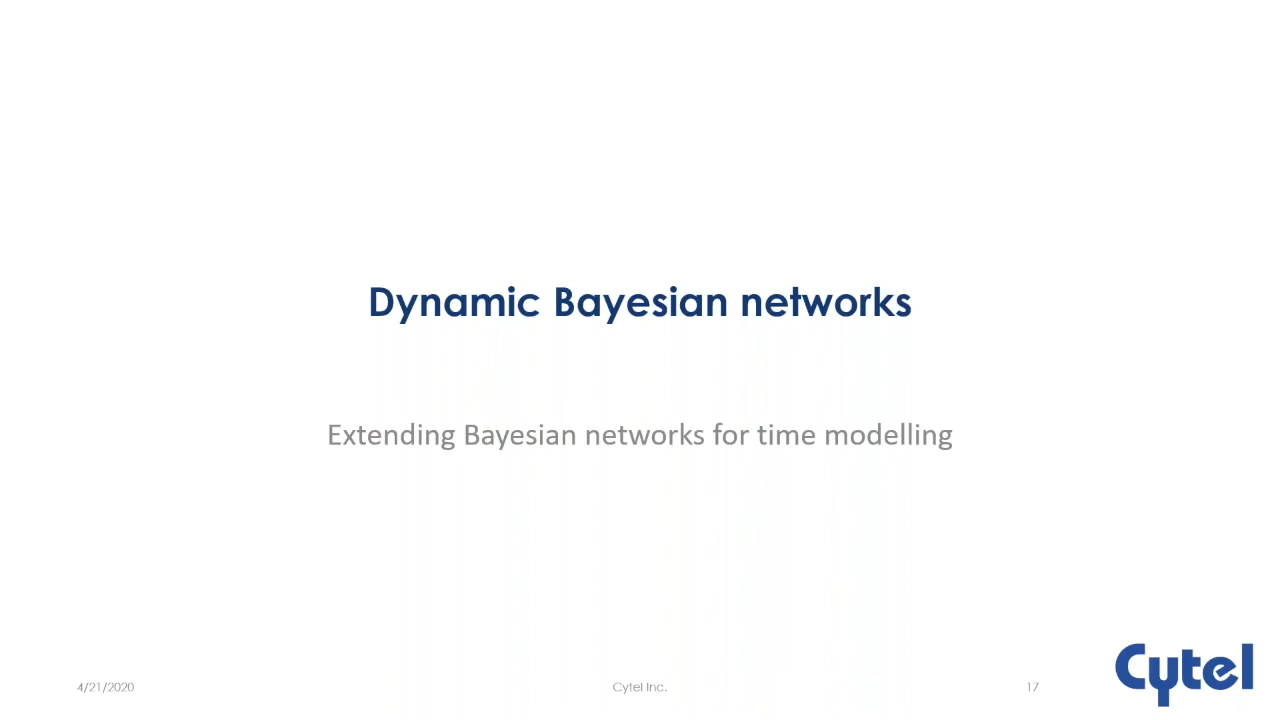 Dynamic Bayesian networks
Extending Bayesian networks for time modelling
4/21/2020
Cytel Inc.
17
Cytel